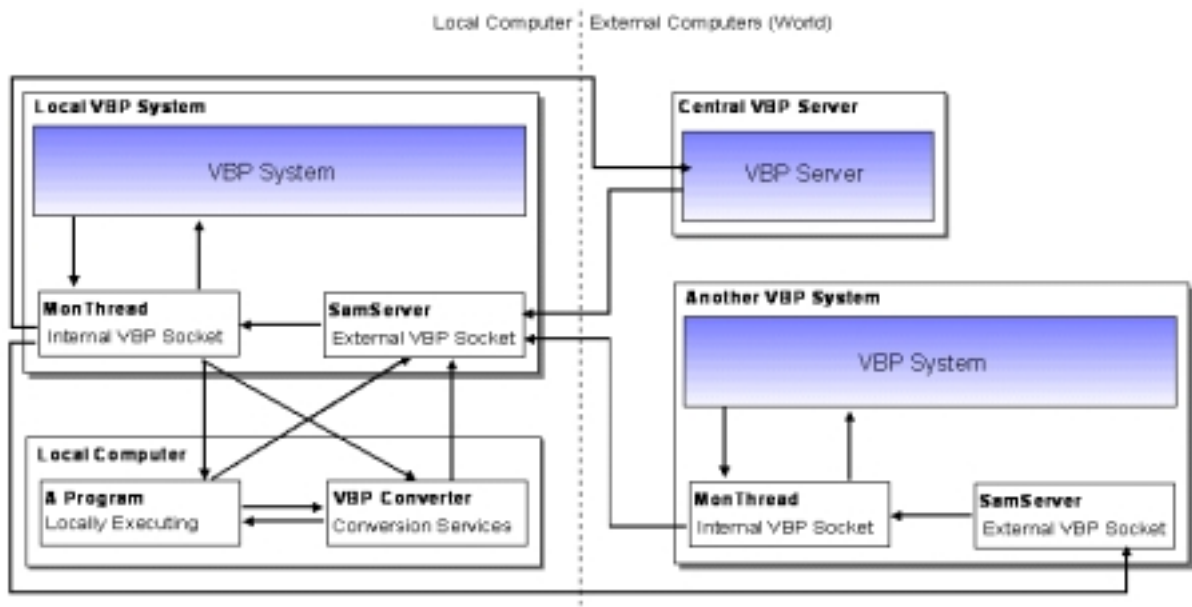 Local Computer
External Computers (World)
Local VBP System
VBP System
MonThread
Internal VBP Socket
SamServer
External VBP Socket
Local Computer
A Program
Locally Executing
VBP Converter
Conversion Services
Central VBP Server
VBP Server
Another VBP System
VBP System
MonThread
Internal VBP Socket
SamServer
External VBP Socket